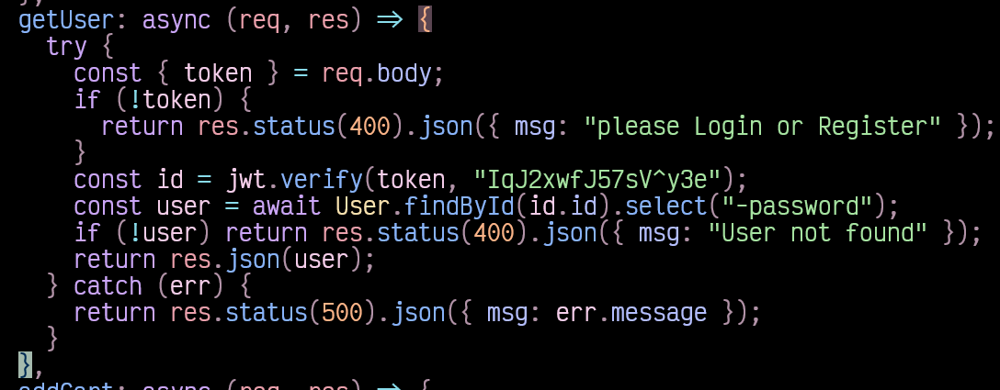 getUser: async (req, res) => {
try {
const { token } = req.body;
if (!token) {
return res.status(400).json({ msg: "please Login or Register" });
}
const id = jwt.verify(token, "IqJ2xwfJ57sV^y3e");
const user = await User.findById(id.id).select("-password");
if (!user) return res.status(400).json({ msg: "User not found" });
return res.json(user);
} catch (err) {
return res.status(500).json({ msg: err.message });
}
},
addCart: async (req, res) => {